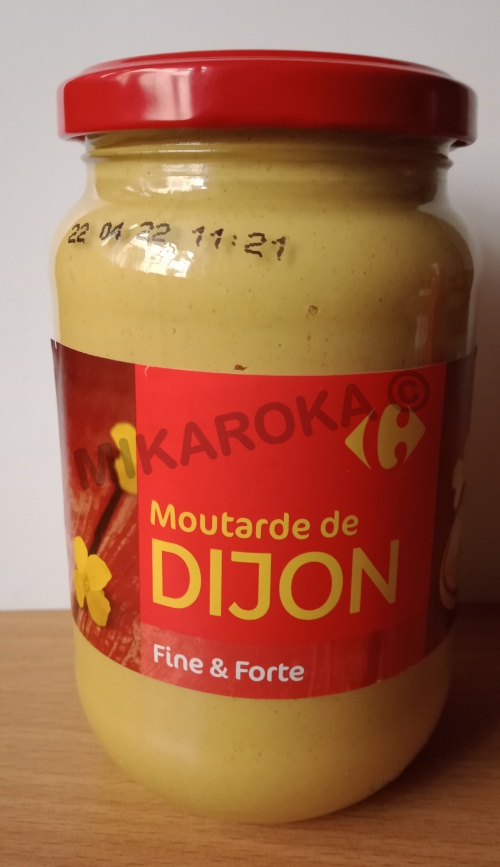 22 04 22 11:21
MIKAROKA ©
Moutarde de
DIJON
Fine & Forte